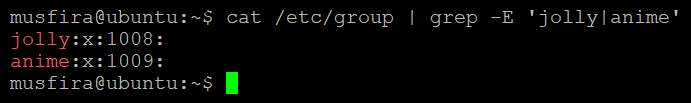 musfira@ubuntu:~$ cat /etc/group | grep -E 'jolly|anime'
jolly:x:1008:
anime:x:1009:
musfira@ubuntu:~$